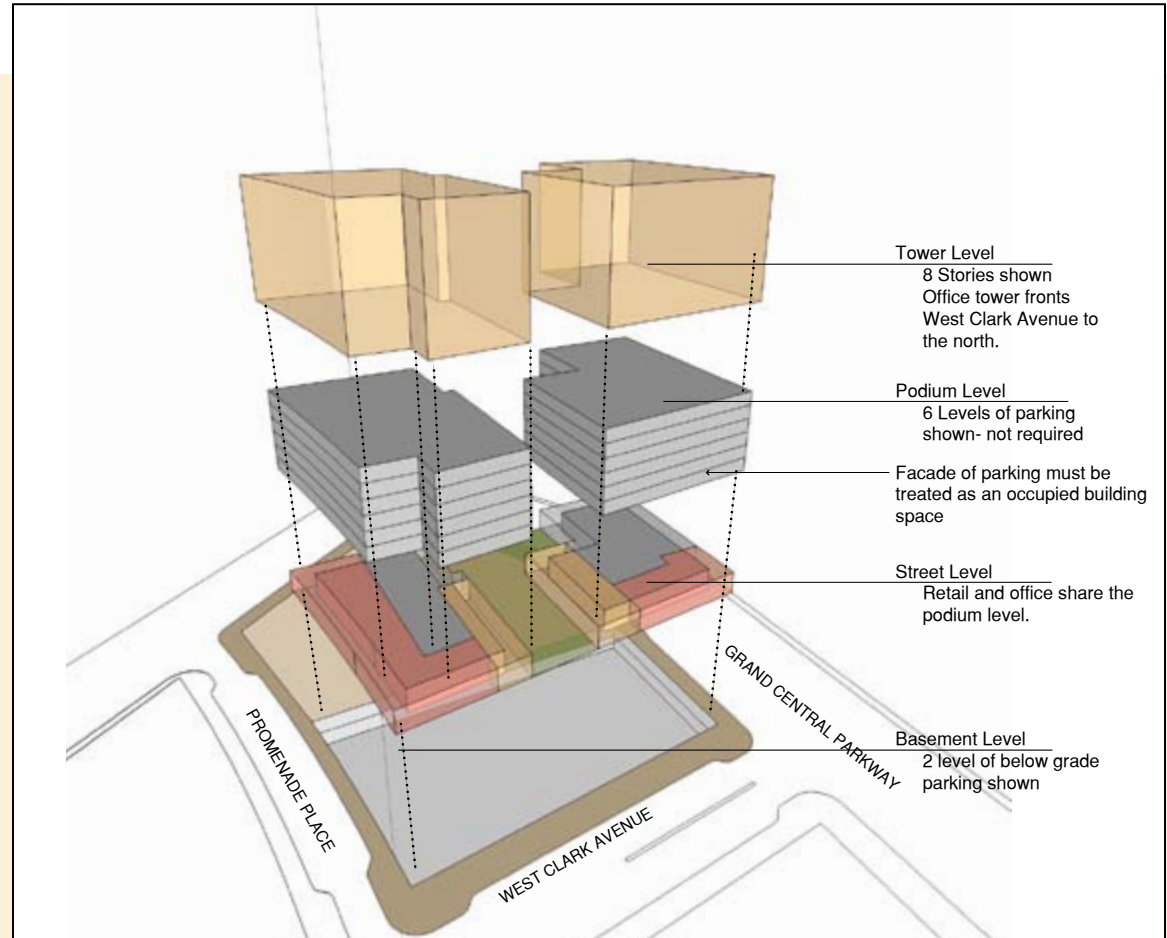 Tower Level
8 Stories shown
Office tower fronts
West Clark Avenue to
the north.
Podium Level
6 Levels of parking
shown- not required
Facade of parking must be
treated as an occupied building
space
Street Level
Retail and office share the
podium level.
GRAND CENTRAL PARKWAY
PROMENADE PLACE
Basement Level
2 level of below grade
parking shown
WEST CLARK AVENUE